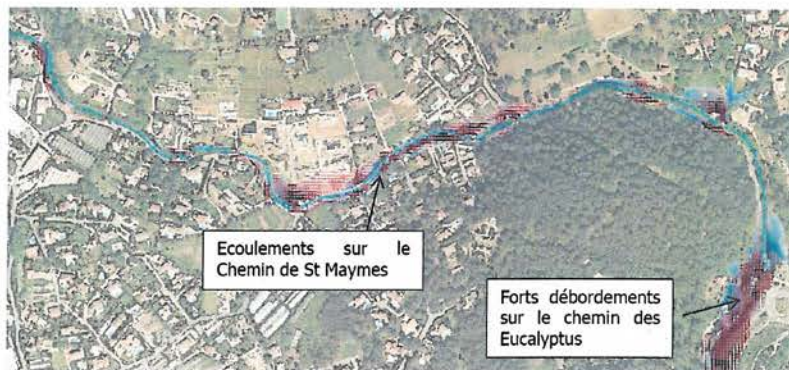 Ecoulements sur le
Chemin de St Maymes
Forts débordements
sur le chemin des
Eucalyptus